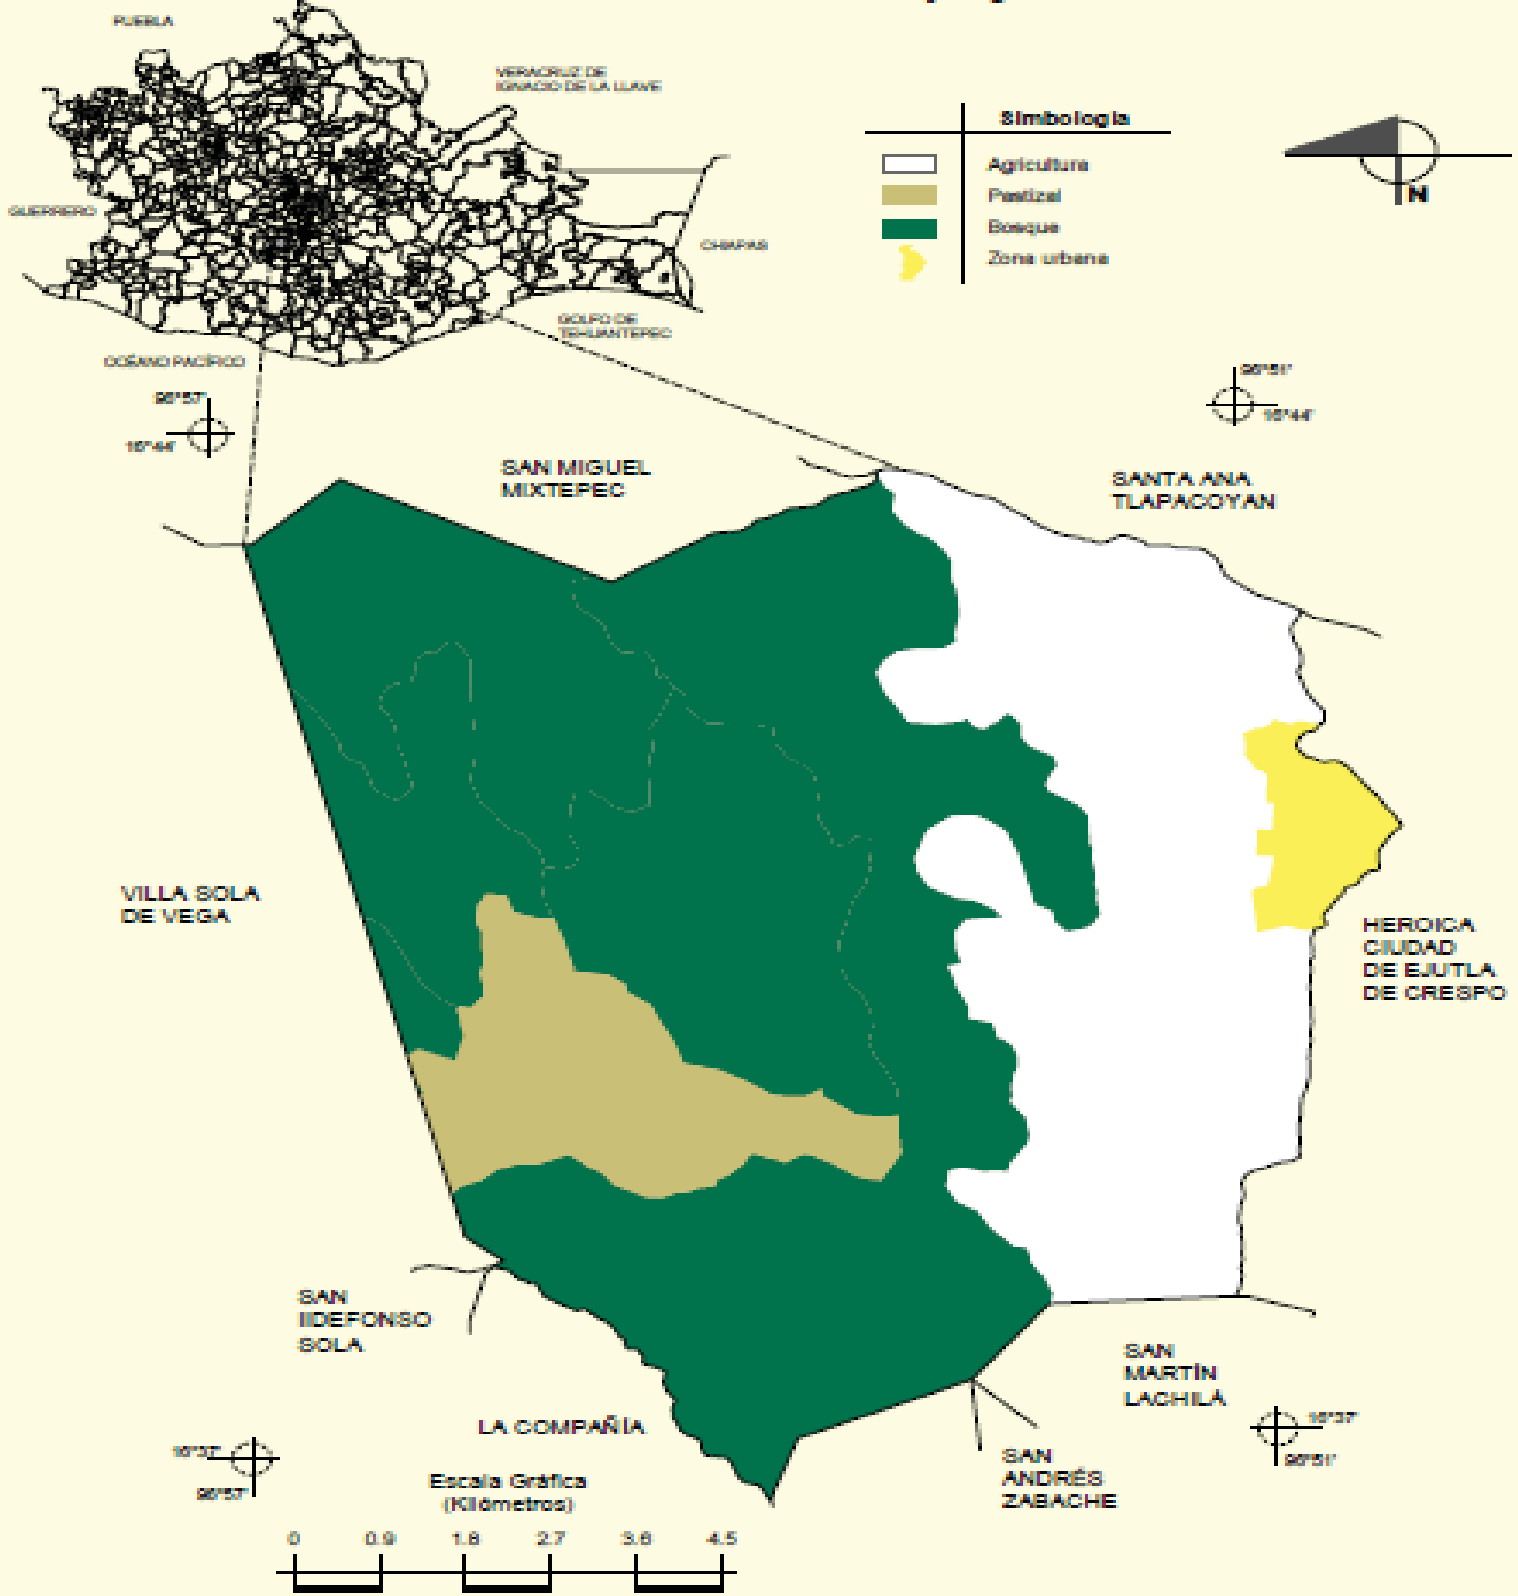 PUEBLA
VERACRUZ DE
IGNACIO DE LA LLAVE
GUERRERO
CHIAPAS
GOLFO DE
TEHUANTEPEC
OCÉANO PACÍFICO
Simbología
Agricultura
Pastizal
Bosque
Zona urbana
N
96°57'
16°44'
96°51'
16°44'
SAN MIGUEL
MIXTEPEC
SANTA ANA
TLAPACOYAN
VILLA SOLA
DE VEGA
HEROICA
CIUDAD
DE EJUTLA
DE CRESPO
SAN
ILDEFONSO
SOLA
LA COMPAÑÍA
SAN
MARTÍN
LACHILÁ
SAN
ANDRÉS
ZABACHE
16°37'
96°57'
16°37'
96°51'
Escala Gráfica
(Kilómetros)
0 0.9 1.8 2.7 3.6 4.5